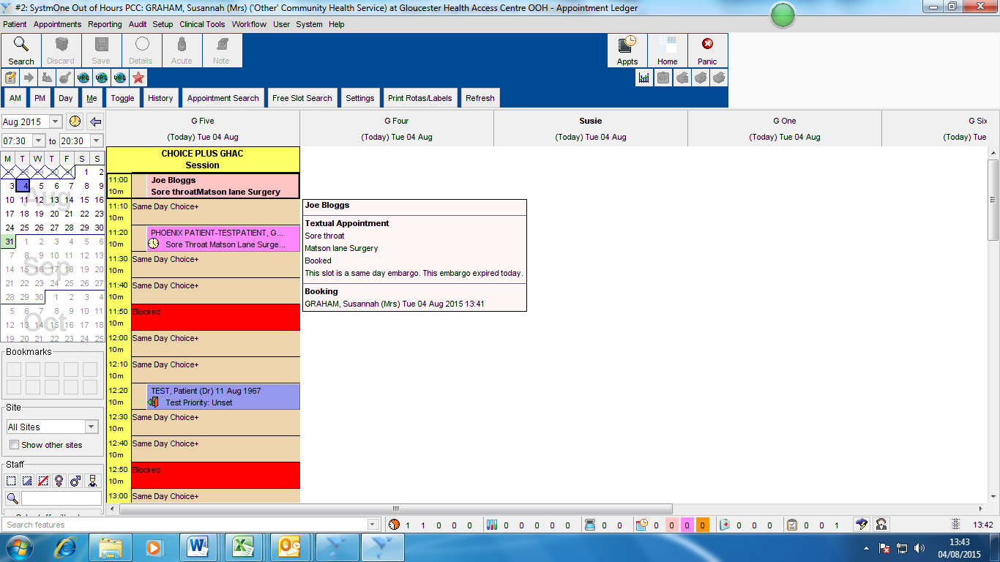 #2: SystmOne Out of Hours PCC: GRAHAM, Susannah (Mrs) ('Other' Community Health Service) at Gloucester Health Access Centre OOH - Appointment Ledger
Patient Appointments Reporting Audit Setup Clinical Tools Workflow User System Help
Search Discard Save Details Acute Note Appts Home Panic
URL URL URL
AM PM Day Me Toggle History Appointment Search Free Slot Search Settings Print Rotas/Labels Refresh
Aug 2015
07:30 to 20:30
G Five G Four Susie G One G Six
(Today) Tue 04 Aug (Today) Tue 04 Aug (Today) Tue 04 Aug (Today) Tue 04 Aug (Today) Tue
M T W T F S S
1 2
3 4 5 6 7 8 9
10 11 12 13 14 15 16
17 18 19 20 21 22 23
24 25 26 27 28 29 30
31 1 2 3 4 5 6
7 8 9 10 11 12 13
14 15 16 17 18 19 20
21 22 23 24 25 26 27
28 29 30 1 2 3 4
5 6 7 8 9 10 11
12 13 14 15 16 17 18
19 20 21 22 23 24 25
Aug
Sep
Oct
Bookmarks
Site
All Sites
Show other sites
Staff
CHOICE PLUS GHAC
Session
11:00 Joe Bloggs
10m Sore throatMatson lane Surgery
11:10 Same Day Choice+
10m
11:20 PHOENIX PATIENT-TESTPATIENT, G...
10m Sore Throat Matson Lane Surge...
11:30 Same Day Choice+
10m
11:40 Same Day Choice+
10m
11:50 Blocked
10m
12:00 Same Day Choice+
10m
12:10 Same Day Choice+
10m
12:20 TEST, Patient (Dr) 11 Aug 1967
10m Test Priority: Unset
12:30 Same Day Choice+
10m
12:40 Same Day Choice+
10m
12:50 Blocked
10m
13:00 Same Day Choice+
Joe Bloggs
Textual Appointment
Sore throat
Matson lane Surgery
Booked
This slot is a same day embargo. This embargo expired today.
Booking
GRAHAM, Susannah (Mrs) Tue 04 Aug 2015 13:41
Search features 1 1 0 0 0 0 0 0 0 0 0 0 0 0 0 0 0 0 0 0 0 1 13:42
13:43
04/08/2015